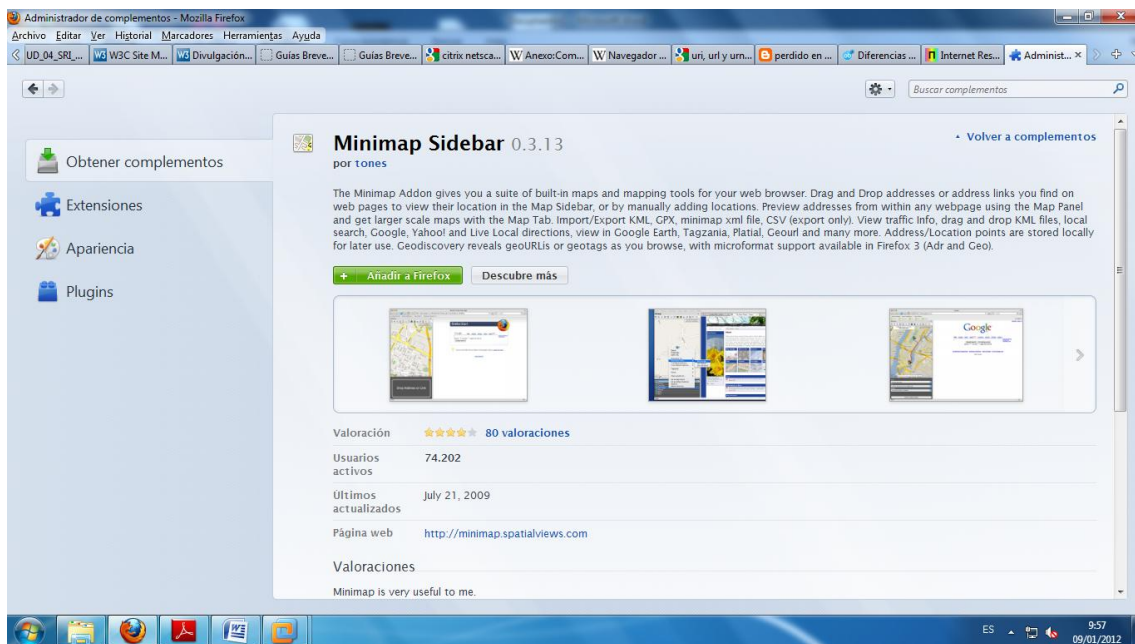 Administrador de complementos - Mozilla Firefox
Archivo Editar Ver Historial Marcadores Herramientas Ayuda
UD_04_SRI_... W3C Site M... Divulgación... Guías Breve... Guías Breve... citrix netsca... Anexo:Com... Navegador ... uri, url y urn... perdido en ... Diferencias ... Internet Res... Administ...
Buscar complementos
Obtener complementos
Extensiones
Apariencia
Plugins
Minimap Sidebar 0.3.13
Volver a complementos
por tones
The Minimap Addon gives you a suite of built-in maps and mapping tools for your web browser. Drag and Drop addresses or address links you find on
web pages to view their location in the Map Sidebar, or by manually adding locations. Preview addresses from within any webpage using the Map Panel
and get larger scale maps with the Map Tab. Import/Export KML, GPX, minimap xml file, CSV (export only). View traffic Info, drag and drop KML files, local
search, Google, Yahoo! and Live Local directions, view in Google Earth, Tagzania, Platial, Geourl and many more. Address/Location points are stored locally
for later use. Geodiscovery reveals geoURLis or geotags as you browse, with microformat support available in Firefox 3 (Adr and Geo).
+ Añadir a Firefox
Descubre más
Google
Valoración 80 valoraciones
Usuarios activos 74.202
Últimos actualizados July 21, 2009
Página web http://minimap.spatialviews.com
Valoraciones
Minimap is very useful to me.
ES
9:57
09/01/2012